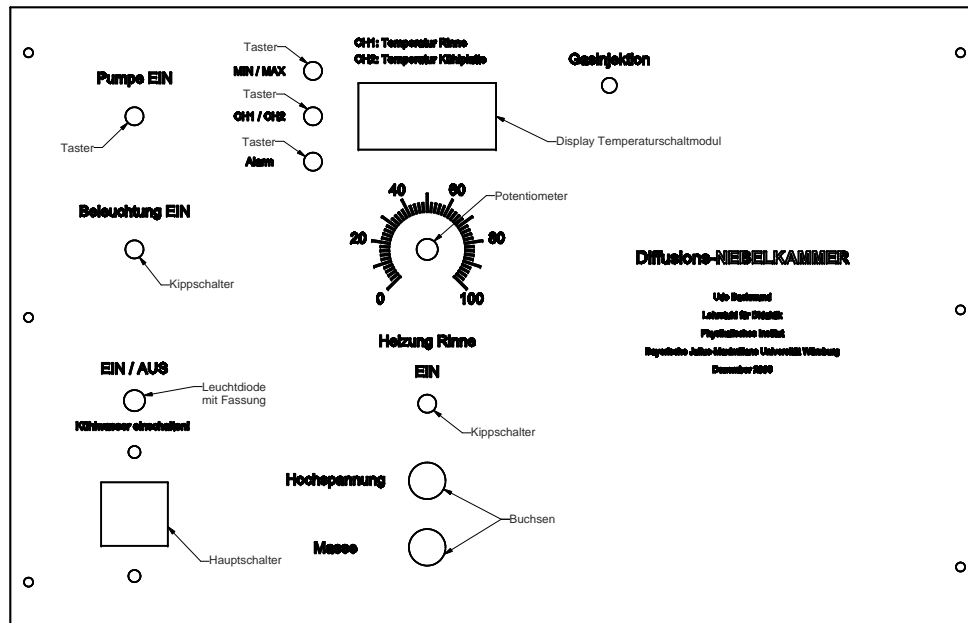 Pumpe EIN
Taster
Taster
MIN / MAX
Taster
CH1 / CH2
Taster
Alarm
CH1: Temperatur Rinne
CH2: Temperatur Kühlplatte
Display Temperaturschaltmodul
Gasinjektion
Beleuchtung EIN
Kippschalter
0
20
40
60
80
100
Potentiometer
Diffusions-NEBELKAMMER
Udo
Lehrstuhl für Didaktik
Physikalisches Institut
Bayerische Julius-Maximilians Universität Würzburg
Dezember
Heizung Rinne
EIN
Kippschalter
EIN / AUS
Leuchtdiode
mit Fassung
Kühlwasser einschalten!
Hauptschalter
Hochspannung
Masse
Buchsen